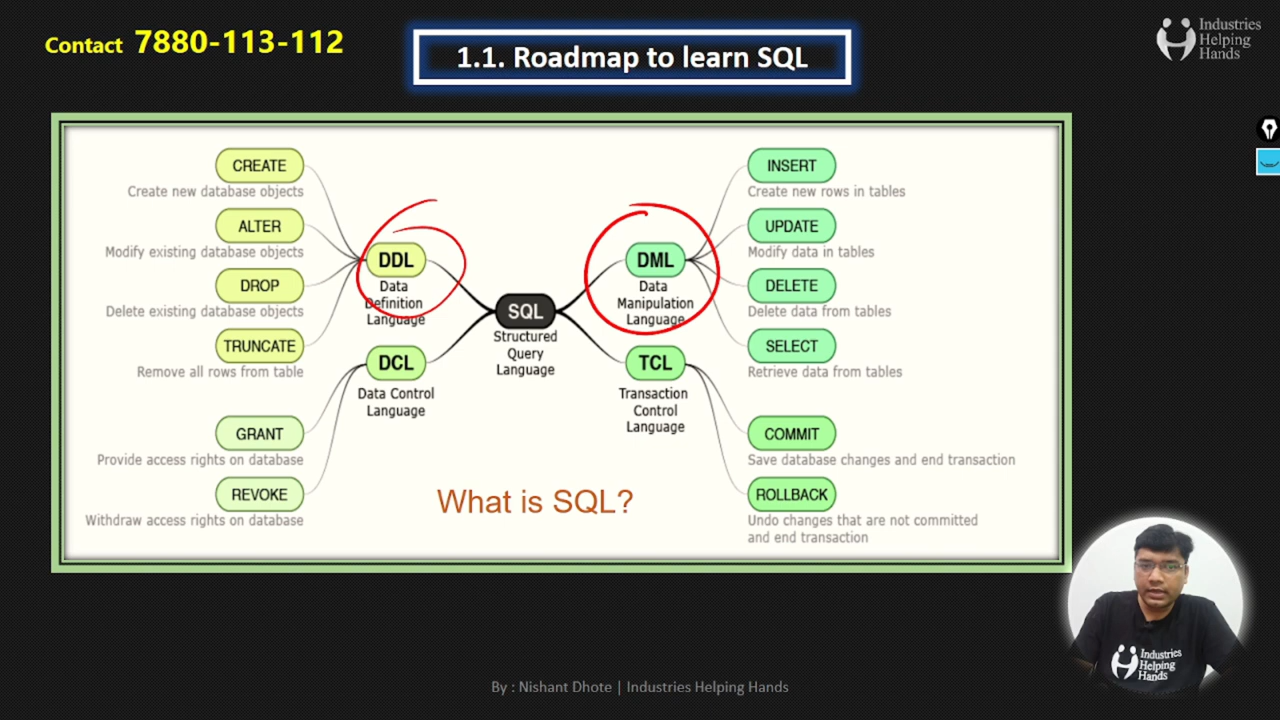 Contact 7880-113-112
1.1. Roadmap to learn SQL
Industries
Helping
Hands
CREATE
Create new database objects
ALTER
Modify existing database objects
DROP
Delete existing database objects
TRUNCATE
Remove all rows from table
DDL
Data
Definition
Language
DCL
Data Control
Language
GRANT
Provide access rights on database
REVOKE
Withdraw access rights on database
SQL
Structured
Query
Language
What is SQL?
DML
Data
Manipulation
Language
TCL
Transaction
Control
Language
INSERT
Create new rows in tables
UPDATE
Modify data in tables
DELETE
Delete data from tables
SELECT
Retrieve data from tables
COMMIT
Save database changes and end transaction
ROLLBACK
Undo changes that are not committed
and end transaction
Industries
Helping
Hands
By : Nishant Dhote | Industries Helping Hands